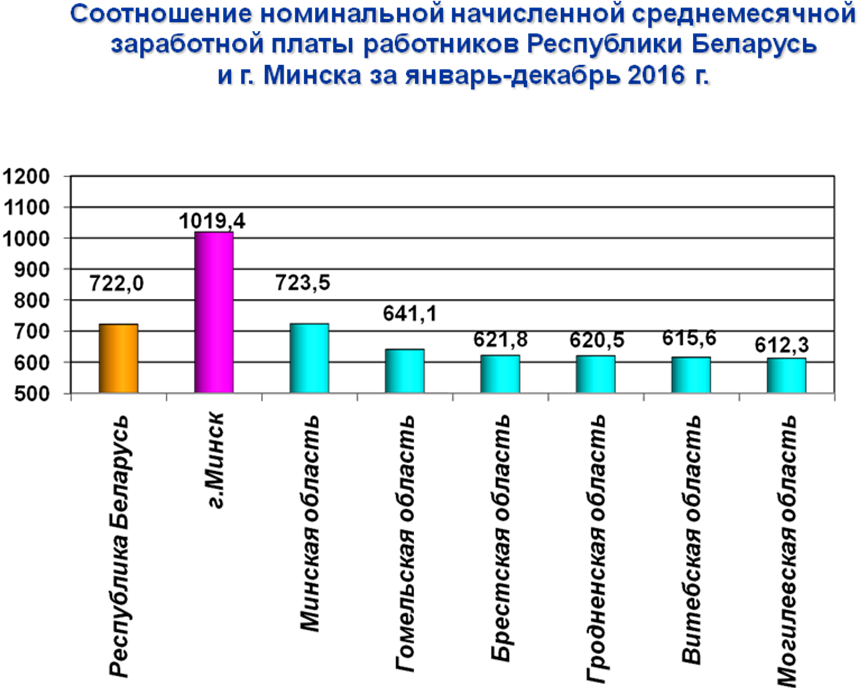 Соотношение номинальной начисленной среднемесячной
заработной платы работников Республики Беларусь
и г. Минска за январь-декабрь 2016 г.
1200
1100
1000
900
800
700
600
500
722,0
1019,4
723,5
641,1
621,8
620,5
615,6
612,3
Республика Беларусь
г.Минск
Минская область
Гомельская область
Брестская область
Гродненская область
Витебская область
Могилевская область